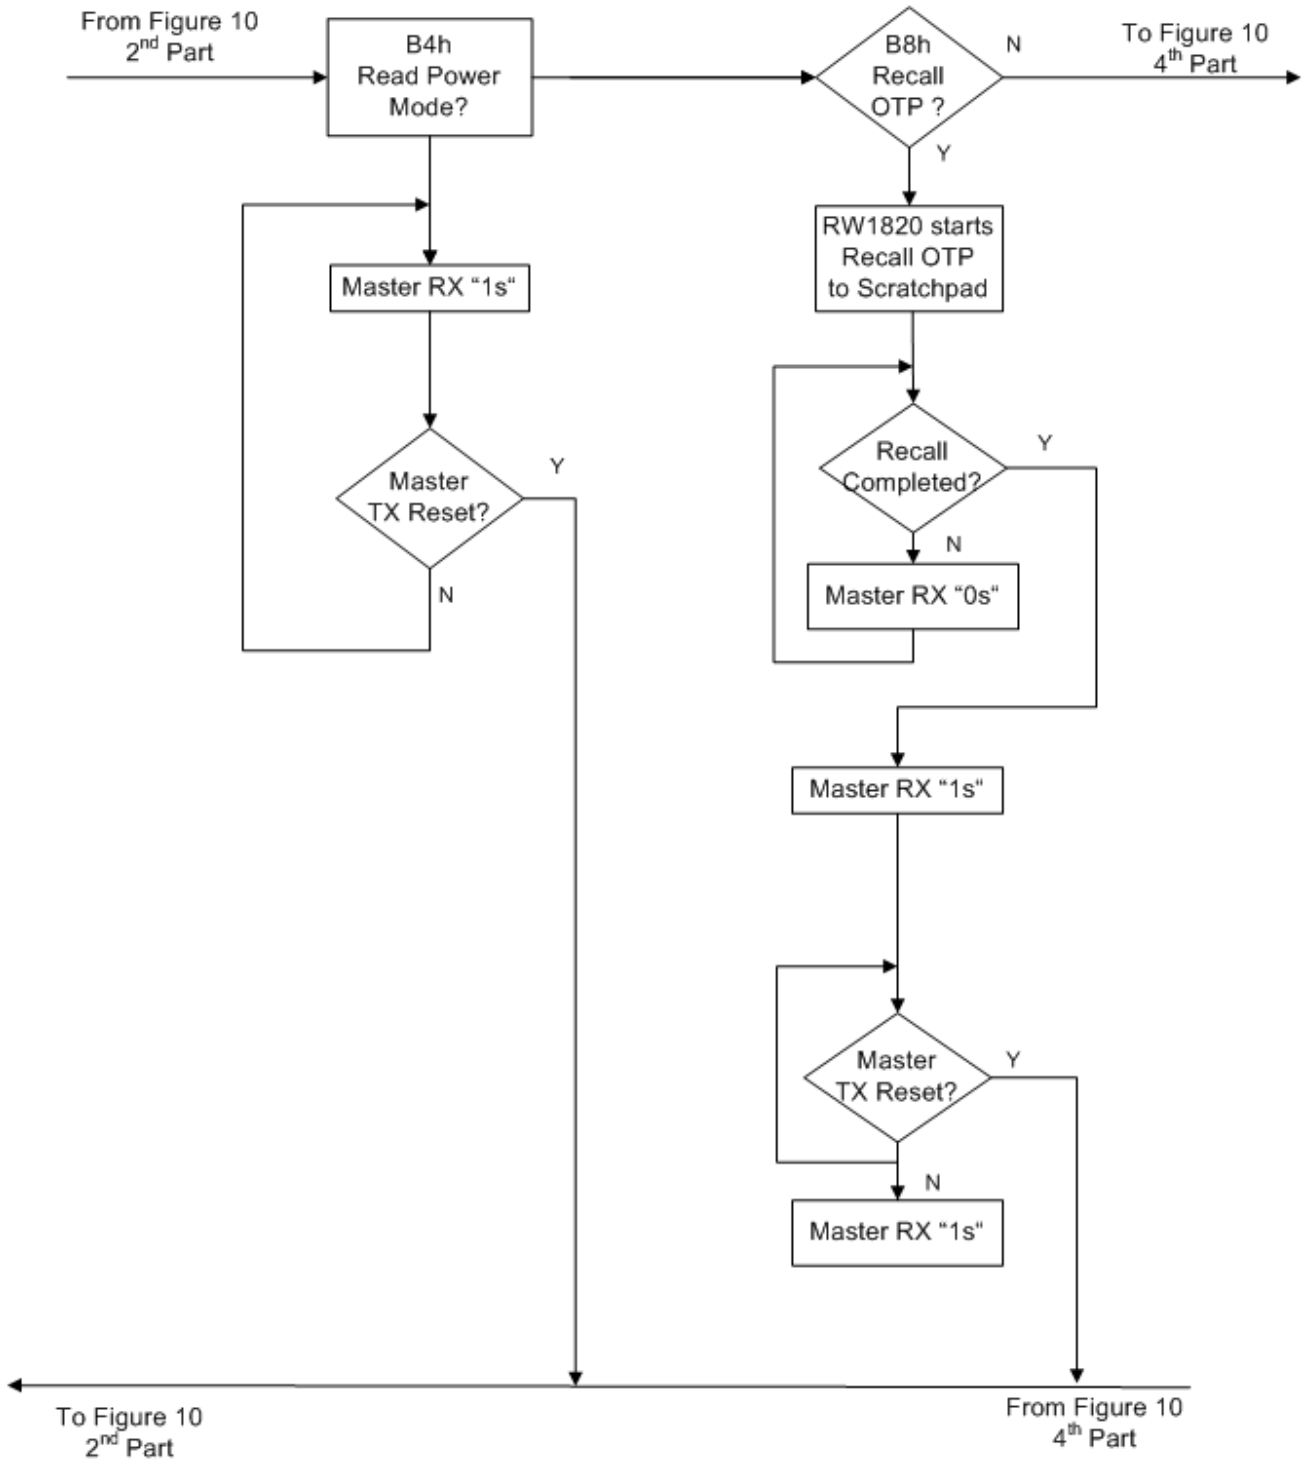 From Figure 10
2nd Part
B4h
Read Power
Mode?
B8h
Recall
OTP ?
N
To Figure 10
4th Part
Y
RW1820 starts
Recall OTP
to Scratchpad
Master RX “1s“
Recall
Completed?
Y
Master
TX Reset?
Y
N
N
Master RX “0s“
Master RX “1s“
Master
TX Reset?
Y
N
Master RX “1s“
To Figure 10
2nd Part
From Figure 10
4th Part